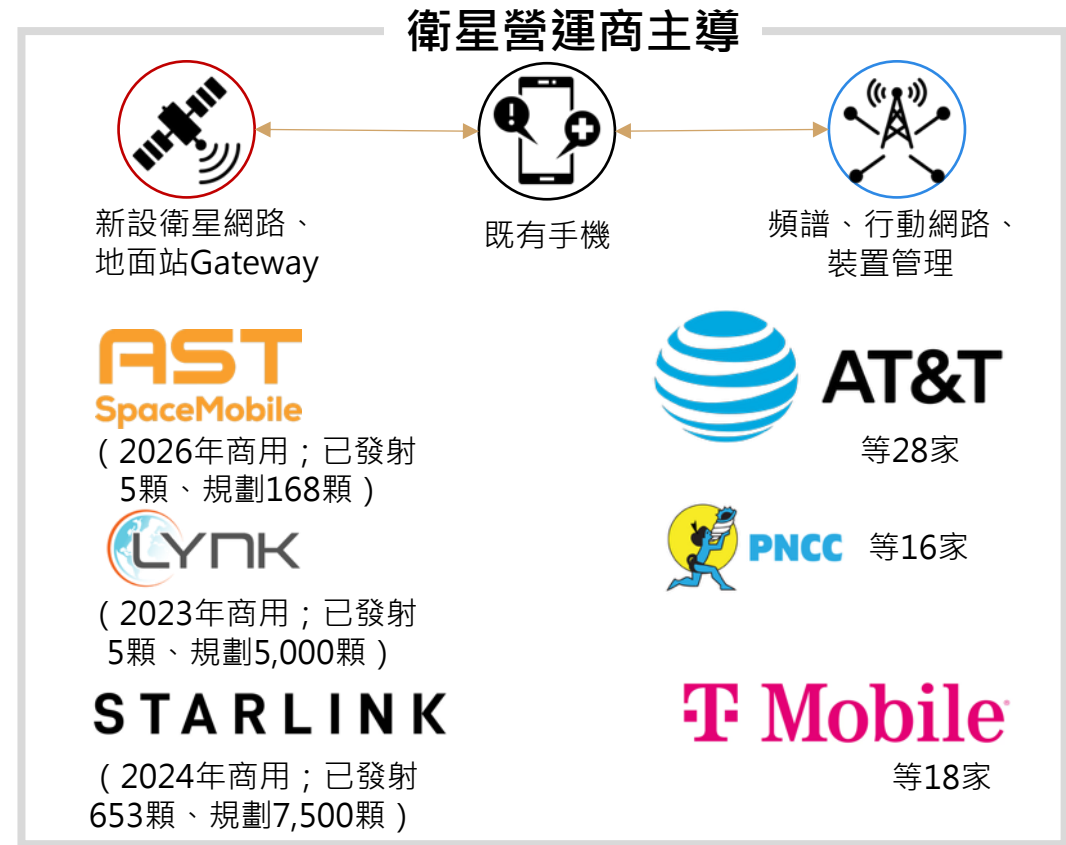 衛星營運商主導
新設衛星網路、
地面站Gateway
既有手機
頻譜、行動網路、
裝置管理
AST
SpaceMobile
(2026年商用；已發射
5顆、規劃168顆)
AT&T
等28家
LYNK
(2023年商用；已發射
5顆、規劃5,000顆)
PNCC 等16家
STARLINK
(2024年商用；已發射
653顆、規劃7,500顆)
T Mobile
等18家